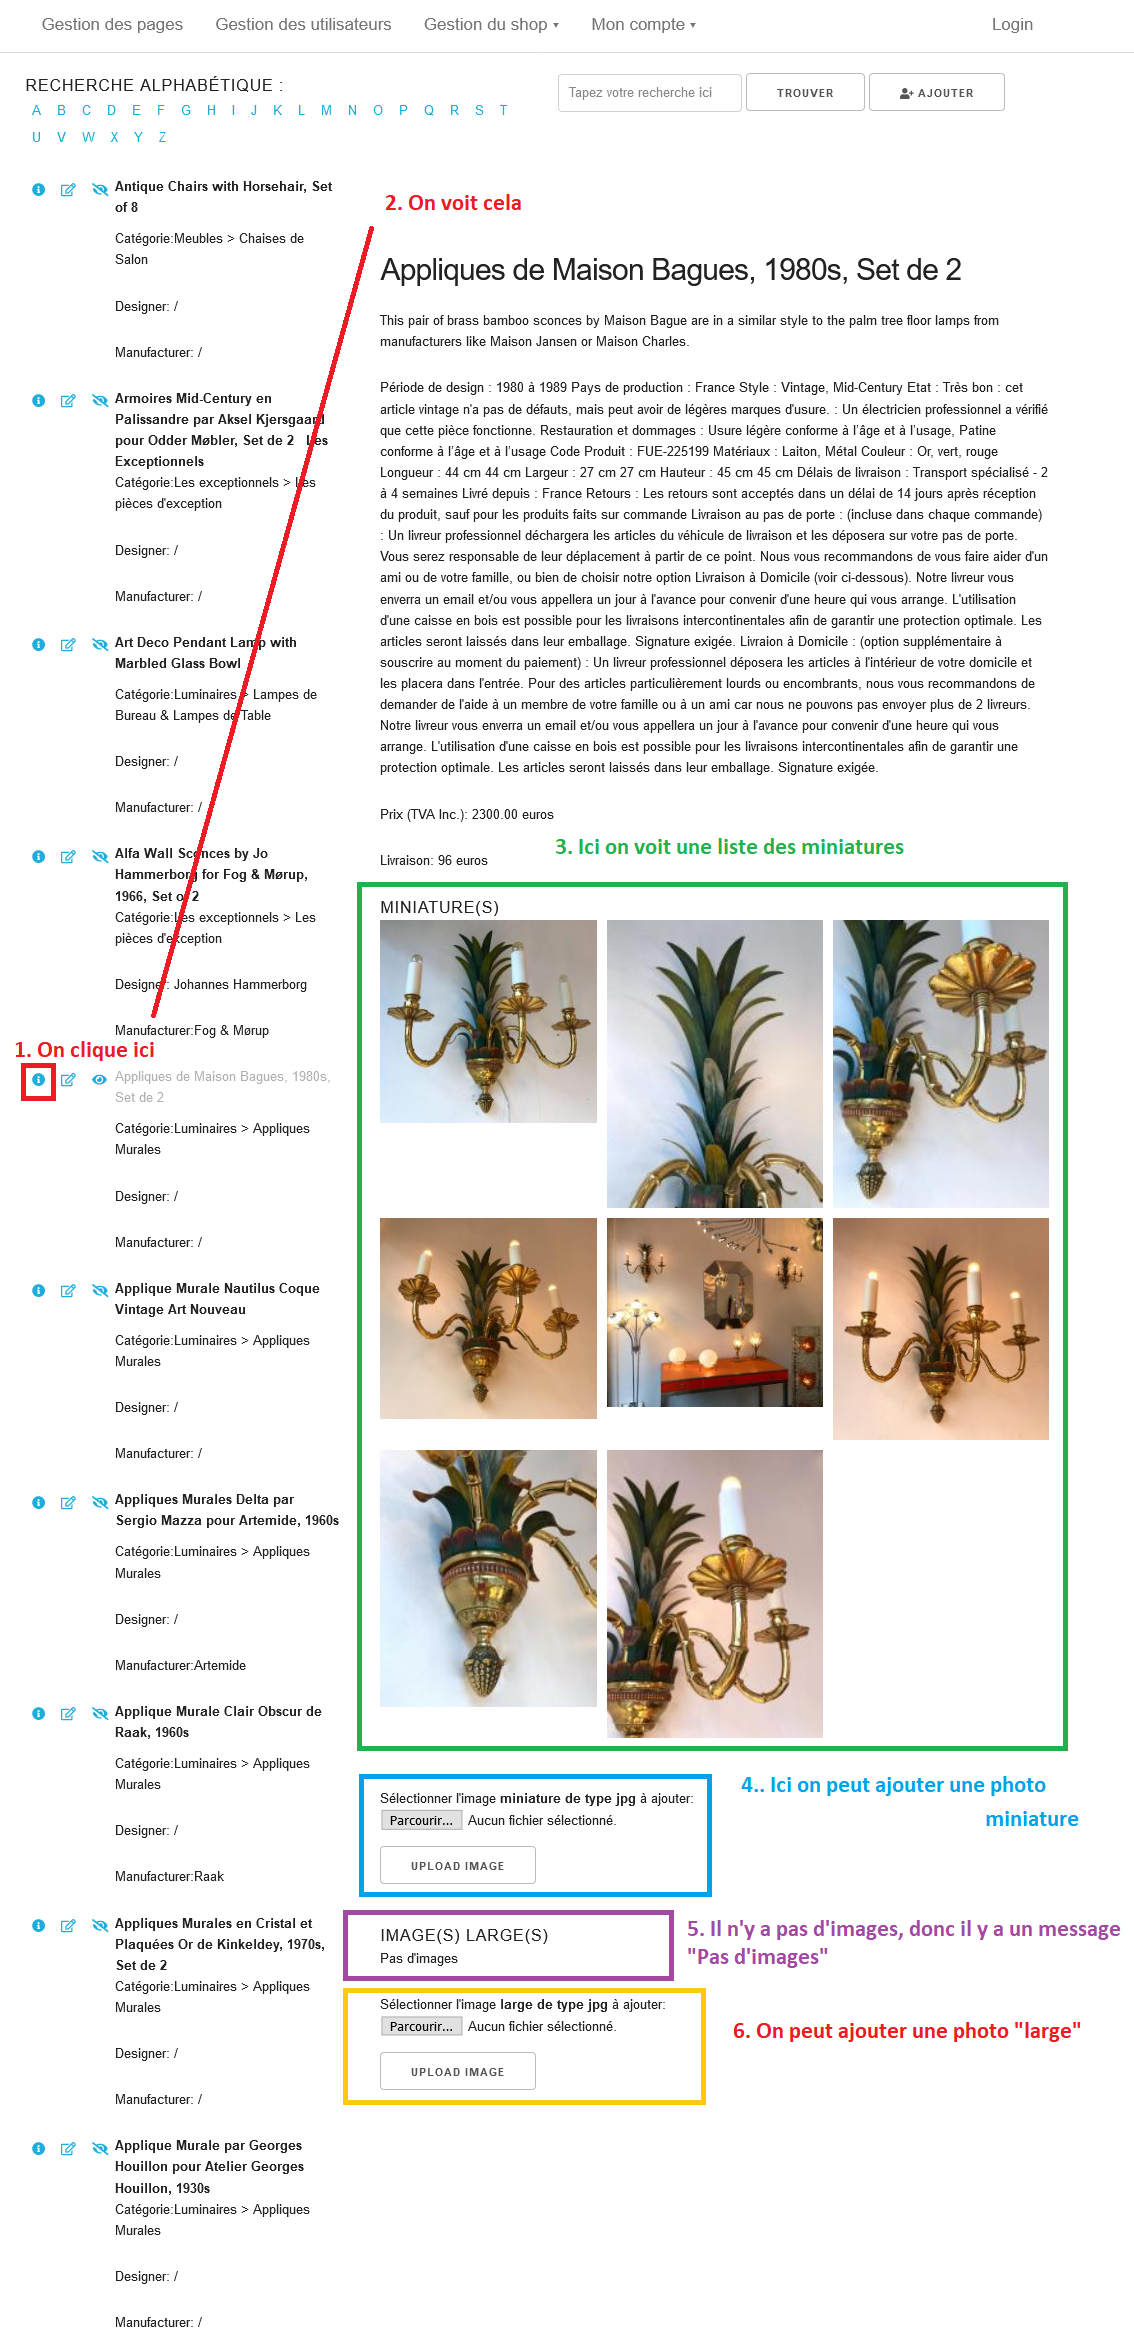 Gestion des pages Gestion des utilisateurs Gestion du shop ▾ Mon compte ▾ Login
RECHERCHE ALPHABÉTIQUE :
A B C D E F G H I J K L M N O P Q R S T
U V W X Y Z
Tapez votre recherche ici TROUVER AJOUTER
Antique Chairs with Horsehair, Set
of 8
Catégorie:Meubles > Chaises de
Salon
Designer: /
Manufacturer: /
Armoires Mid-Century en
Palissandre par Aksel Kjersgaard
pour Odder Møbler, Set de 2 Les
Exceptionnels
Catégorie:Les exceptionnels > Les
pièces d'exception
Designer: /
Manufacturer: /
Art Deco Pendant Lamp with
Marbled Glass Bowl
Catégorie:Luminaires > Lampes de
Bureau & Lampes de Table
Designer: /
Manufacturer: /
Alfa Wall Sconces by Jo
Hammerborg for Fog & Mørup,
1966, Set of 2
Catégorie:Les exceptionnels > Les
pièces d'exception
Designer: Johannes Hammerborg
Manufacturer:Fog & Mørup
1. On clique ici
Appliques de Maison Bagues, 1980s,
Set de 2
Catégorie:Luminaires > Appliques
Murales
Designer: /
Manufacturer: /
Applique Murale Nautilus Coque
Vintage Art Nouveau
Catégorie:Luminaires > Appliques
Murales
Designer: /
Manufacturer: /
Appliques Murales Delta par
Sergio Mazza pour Artemide, 1960s
Catégorie:Luminaires > Appliques
Murales
Designer: /
Manufacturer:Artemide
Applique Murale Clair Obscur de
Raak, 1960s
Catégorie:Luminaires > Appliques
Murales
Designer: /
Manufacturer:Raak
Appliques Murales en Cristal et
Plaquées Or de Kinkeldey, 1970s,
Set de 2
Catégorie:Luminaires > Appliques
Murales
Designer: /
Manufacturer: /
Applique Murale par Georges
Houillon pour Atelier Georges
Houillon, 1930s
Catégorie:Luminaires > Appliques
Murales
Designer: /
Manufacturer: /
2. On voit cela
Appliques de Maison Bagues, 1980s, Set de 2
This pair of brass bamboo sconces by Maison Bague are in a similar style to the palm tree floor lamps from
manufacturers like Maison Jansen or Maison Charles.
Période de design : 1980 à 1989 Pays de production : France Style : Vintage, Mid-Century Etat : Très bon : cet
article vintage n'a pas de défauts, mais peut avoir de légères marques d'usure. : Un électricien professionnel a vérifié
que cette pièce fonctionne. Restauration et dommages : Usure légère conforme à l'âge et à l'usage, Patine
conforme à l'âge et à l'usage Code Produit : FUE-225199 Matériaux : Laiton, Métal Couleur : Or, vert, rouge
Longueur : 44 cm 44 cm Largeur : 27 cm 27 cm Hauteur : 45 cm 45 cm Délais de livraison : Transport spécialisé - 2
à 4 semaines Livré depuis : France Retours : Les retours sont acceptés dans un délai de 14 jours après réception
du produit, sauf pour les produits faits sur commande Livraison au pas de porte : (incluse dans chaque commande)
: Un livreur professionnel déchargera les articles du véhicule de livraison et les déposera sur votre pas de porte.
Vous serez responsable de leur déplacement à partir de ce point. Nous vous recommandons de vous faire aider d'un
ami ou de votre famille, ou bien de choisir notre option Livraison à Domicile (voir ci-dessous). Notre livreur vous
enverra un email et/ou vous appellera un jour à l'avance pour convenir d'une heure qui vous arrange. L'utilisation
d'une caisse en bois est possible pour les livraisons intercontinentales afin de garantir une protection optimale. Les
articles seront laissés dans leur emballage. Signature exigée. Livraion à Domicile : (option supplémentaire à
souscrire au moment du paiement) : Un livreur professionnel déposera les articles à l'intérieur de votre domicile et
les placera dans l'entrée. Pour des articles particulièrement lourds ou encombrants, nous vous recommandons de
demander de l'aide à un membre de votre famille ou à un ami car nous ne pouvons pas envoyer plus de 2 livreurs.
Notre livreur vous enverra un email et/ou vous appellera un jour à l'avance pour convenir d'une heure qui vous
arrange. L'utilisation d'une caisse en bois est possible pour les livraisons intercontinentales afin de garantir une
protection optimale. Les articles seront laissés dans leur emballage. Signature exigée.
Prix (TVA Inc.): 2300.00 euros
Livraison: 96 euros
3. Ici on voit une liste des miniatures
MINIATURE(S)
4.. Ici on peut ajouter une photo
miniature
Sélectionner l'image miniature de type jpg à ajouter:
Parcourir... Aucun fichier sélectionné.
UPLOAD IMAGE
IMAGE(S) LARGE(S)
Pas d'images
5. Il n'y a pas d'images, donc il y a un message
"Pas d'images"
Sélectionner l'image large de type jpg à ajouter:
Parcourir... Aucun fichier sélectionné.
UPLOAD IMAGE
6. On peut ajouter une photo "large"